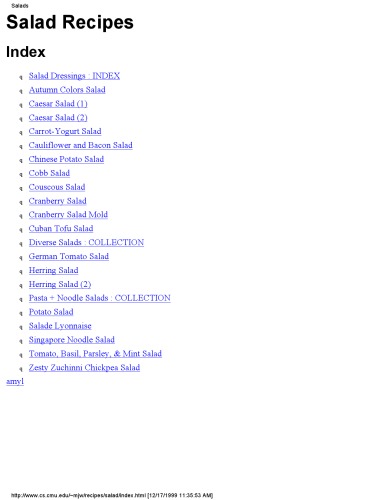 Salads
Salad Recipes
Index
q Salad Dressings : INDEX
q Autumn Colors Salad
q Caesar Salad (1)
q Caesar Salad (2)
q Carrot-Yogurt Salad
q Cauliflower and Bacon Salad
q Chinese Potato Salad
q Cobb Salad
q Couscous Salad
q Cranberry Salad
q Cranberry Salad Mold
q Cuban Tofu Salad
q Diverse Salads : COLLECTION
q German Tomato Salad
q Herring Salad
q Herring Salad (2)
q Pasta + Noodle Salads : COLLECTION
q Potato Salad
q Salade Lyonnaise
q Singapore Noodle Salad
q Tomato, Basil, Parsley, & Mint Salad
q Zesty Zuchinni Chickpea Salad
amyl
http://www.cs.cmu.edu/~mjw/recipes/salad/index.html [12/17/1999 11:35:53 AM]